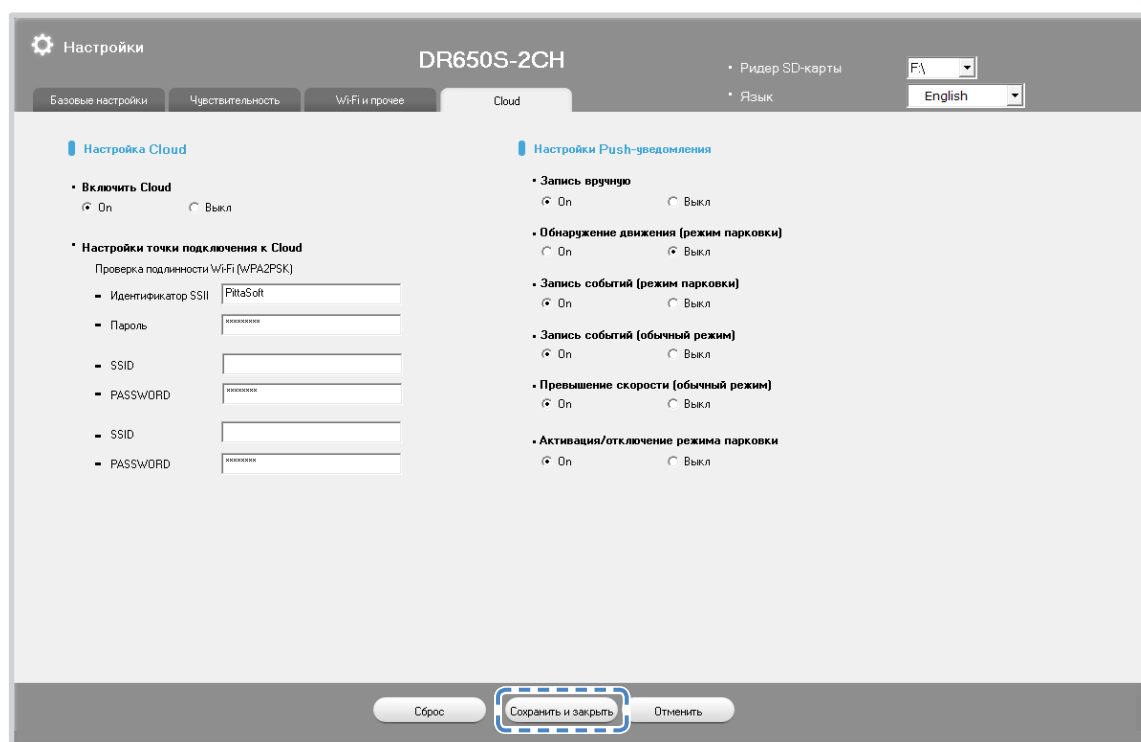 Настройки
DR650S-2CH
• Ридер SD-карты
F:\
• Язык
English
Базовые настройки
Чувствительность
Wi-Fi и прочее
Cloud
Настройка Cloud
• Включить Cloud
On
Выкл
• Настройки точки подключения к Cloud
Проверка подлинности Wi-Fi (WPA2PSK)
- Идентификатор SSII
PittaSoft
- Пароль
*********
- SSID
- PASSWORD
********
- SSID
- PASSWORD
********
Настройки Push-уведомления
• Запись вручную
On
Выкл
• Обнаружение движения (режим парковки)
On
Выкл
• Запись событий (режим парковки)
On
Выкл
• Запись событий (обычный режим)
On
Выкл
• Превышение скорости (обычный режим)
On
Выкл
• Активация/отключение режима парковки
On
Выкл
Сброс
Сохранить и закрыть
Отменить